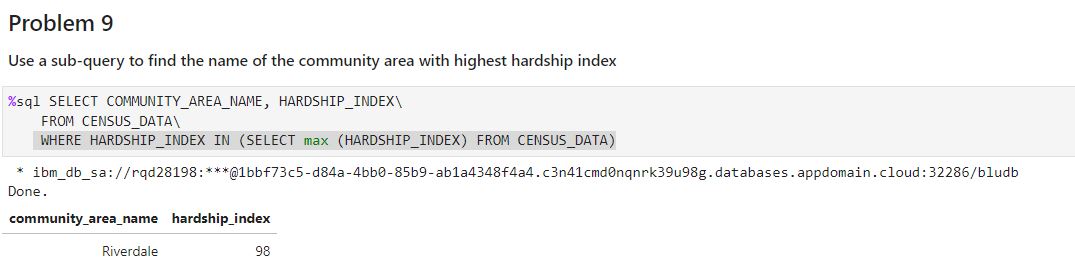 Problem 9
Use a sub-query to find the name of the community area with highest hardship index
%sql SELECT COMMUNITY_AREA_NAME, HARDSHIP_INDEX\
FROM CENSUS_DATA\
WHERE HARDSHIP_INDEX IN (SELECT max (HARDSHIP_INDEX) FROM CENSUS_DATA)
* ibm_db_sa://rqd28198:***@1bbf73c5-d84a-4bb0-85b9-ab1a4348f4a4.c3n41cmd0nqnrk39u98g.databases.appdomain.cloud:32286/bludb
Done.
community_area_name hardship_index
Riverdale 98